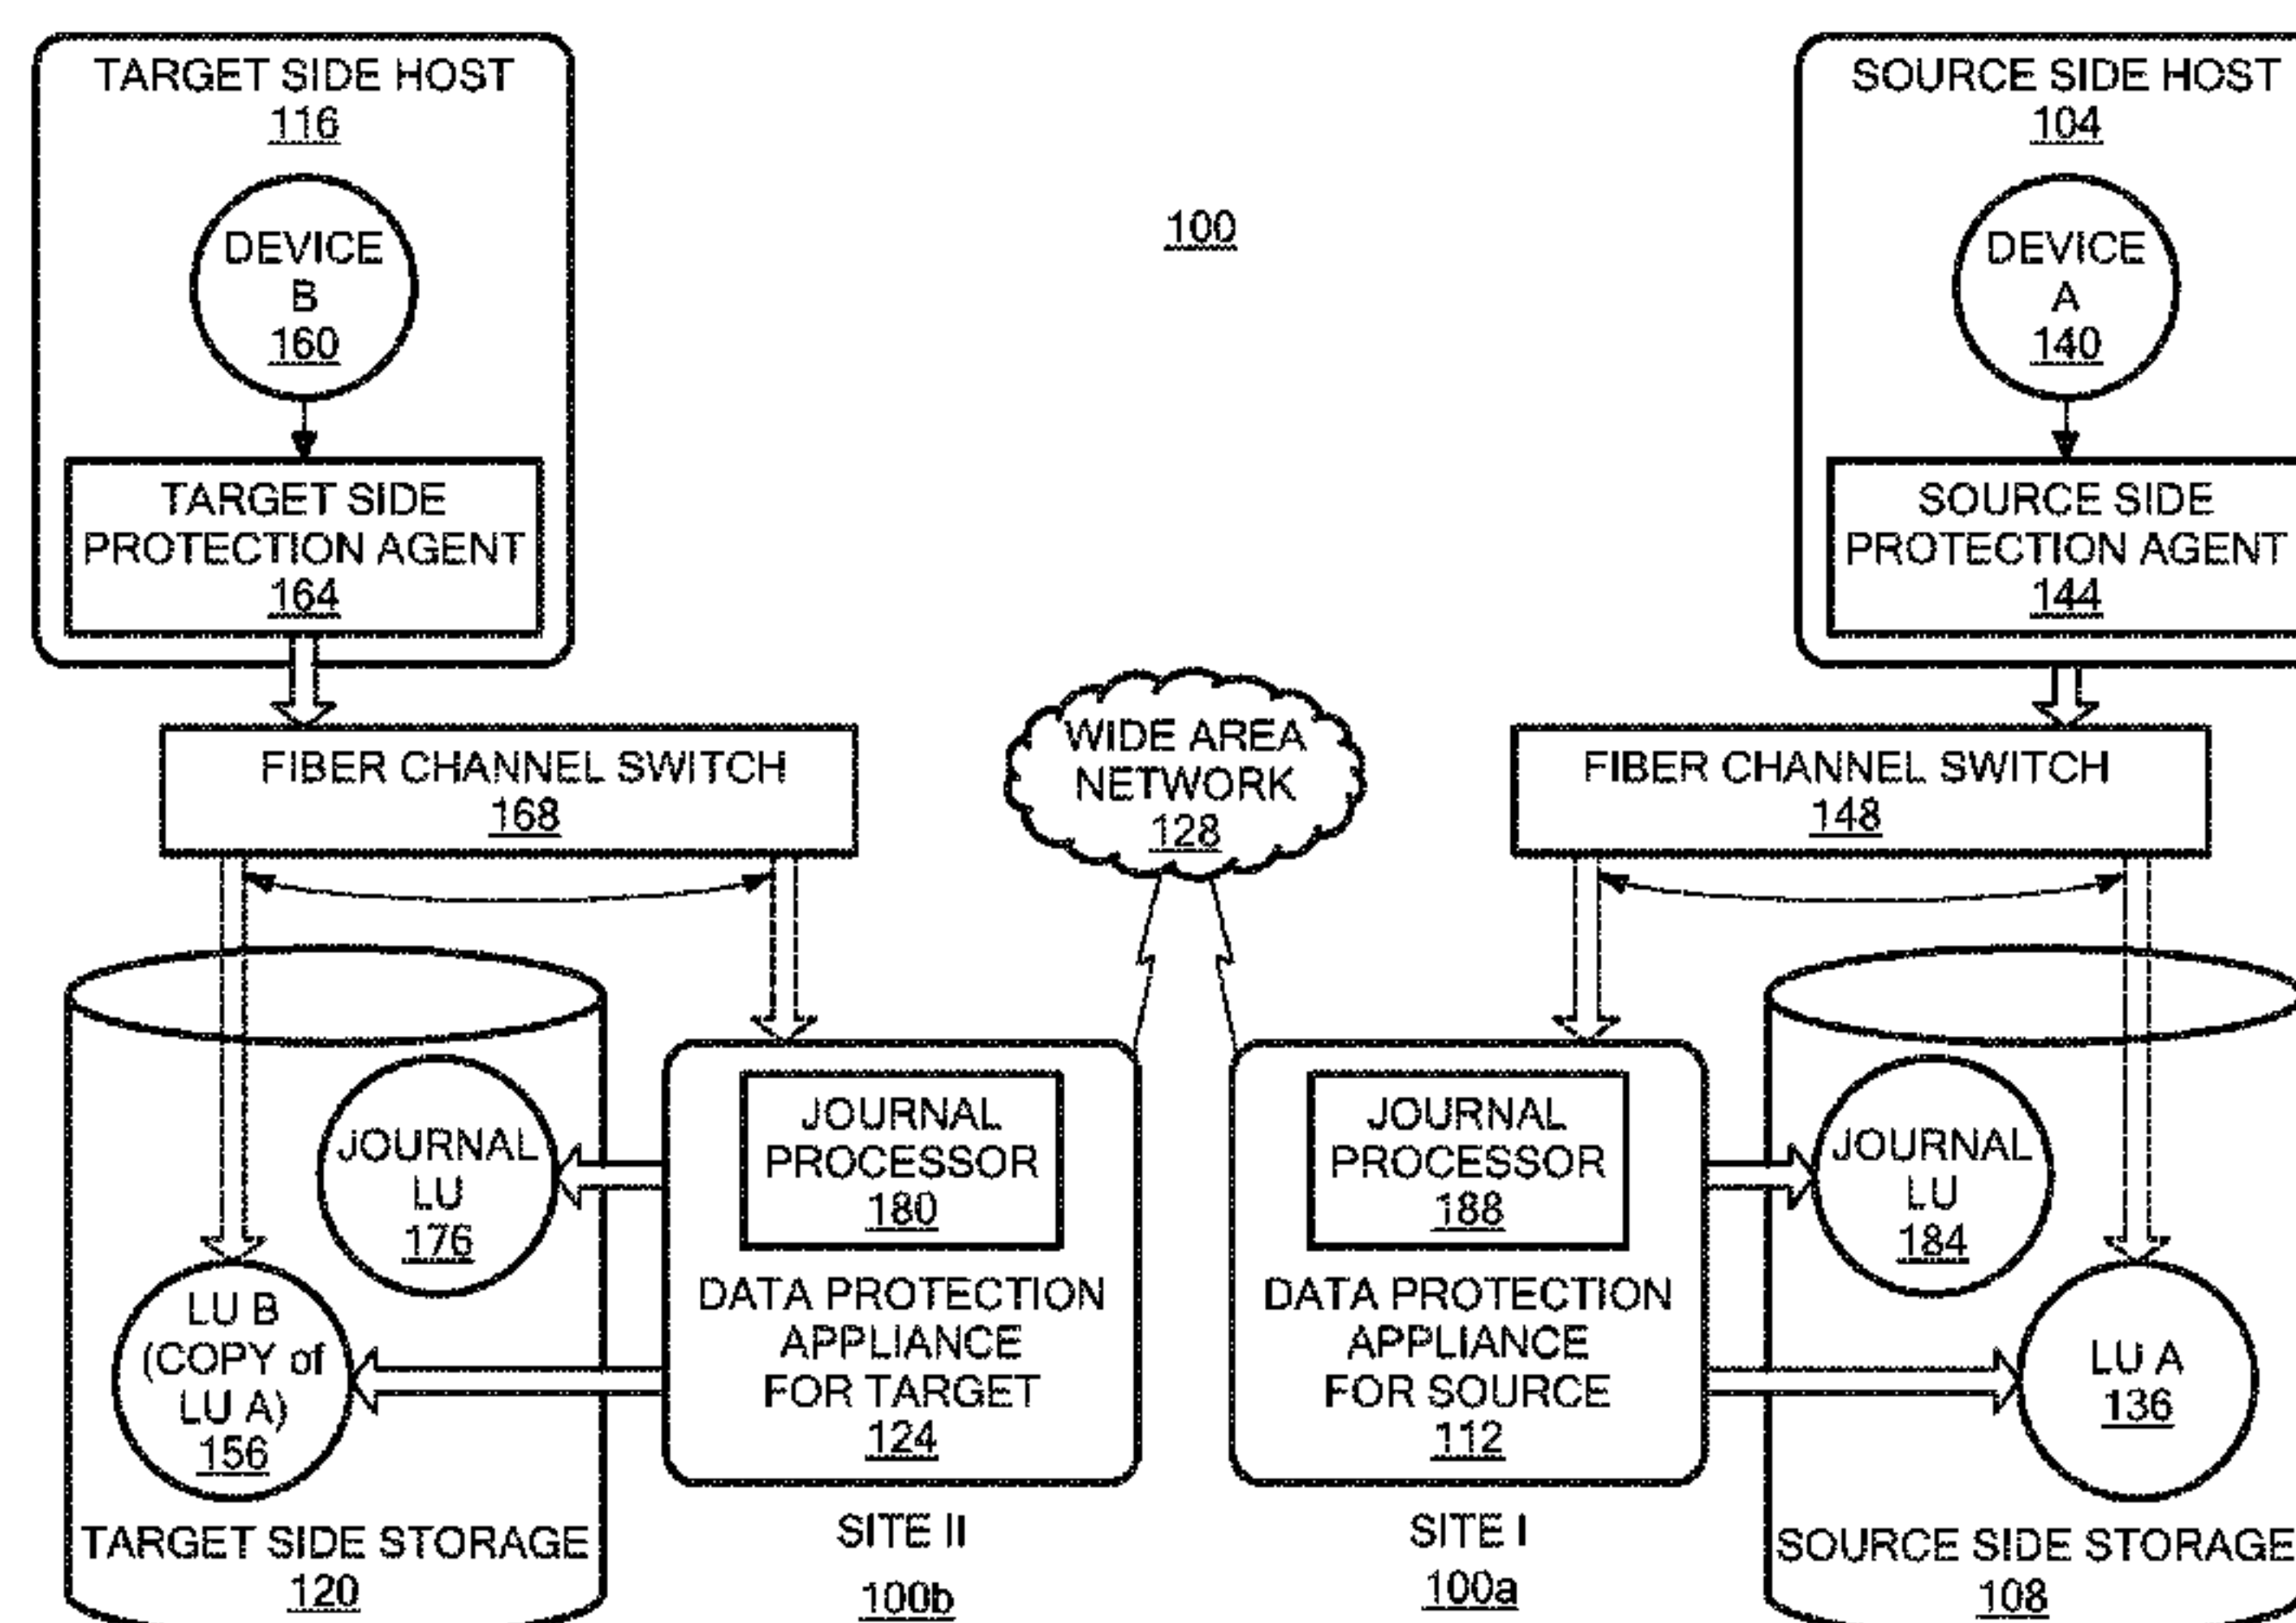 TARGET SIDE HOST
116
DEVICE
B
160
TARGET SIDE
PROTECTION AGENT
164
100
SOURCE SIDE HOST
104
DEVICE
A
140
SOURCE SIDE
PROTECTION AGENT
144
FIBER CHANNEL SWITCH
168
WIDE AREA
NETWORK
128
FIBER CHANNEL SWITCH
148
JOURNAL
LU
176
LU B
(COPY of
LU A)
156
TARGET SIDE STORAGE
120
JOURNAL
PROCESSOR
180
DATA PROTECTION
APPLIANCE
FOR TARGET
124
SITE II
100b
JOURNAL
PROCESSOR
188
DATA PROTECTION
APPLIANCE
FOR SOURCE
112
SITE I
100a
JOURNAL
LU
184
LU A
136
SOURCE SIDE STORAGE
108